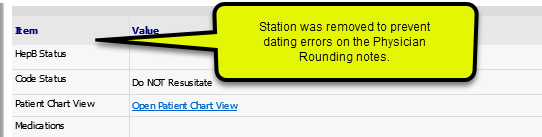 Item Value
Station was removed to prevent
dating errors on the Physician
Rounding notes.
HepB Status
Code Status Do NOT Resusitate
Patient Chart View Open Patient Chart View
Medications